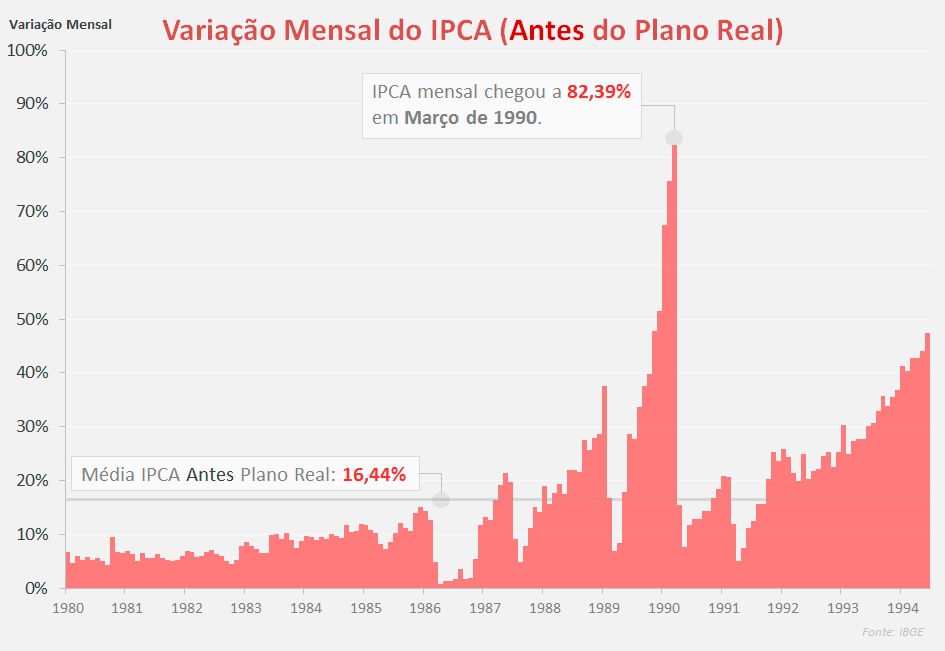 Variação Mensal
Variação Mensal do IPCA (Antes do Plano Real)
100%
90%
80%
70%
60%
50%
40%
30%
20%
10%
0%
IPCA mensal chegou a 82,39%
em Março de 1990.
Média IPCA Antes Plano Real: 16,44%
1980 1981 1982 1983 1984 1985 1986 1987 1988 1989 1990 1991 1992 1993 1994
Fonte: IBGE